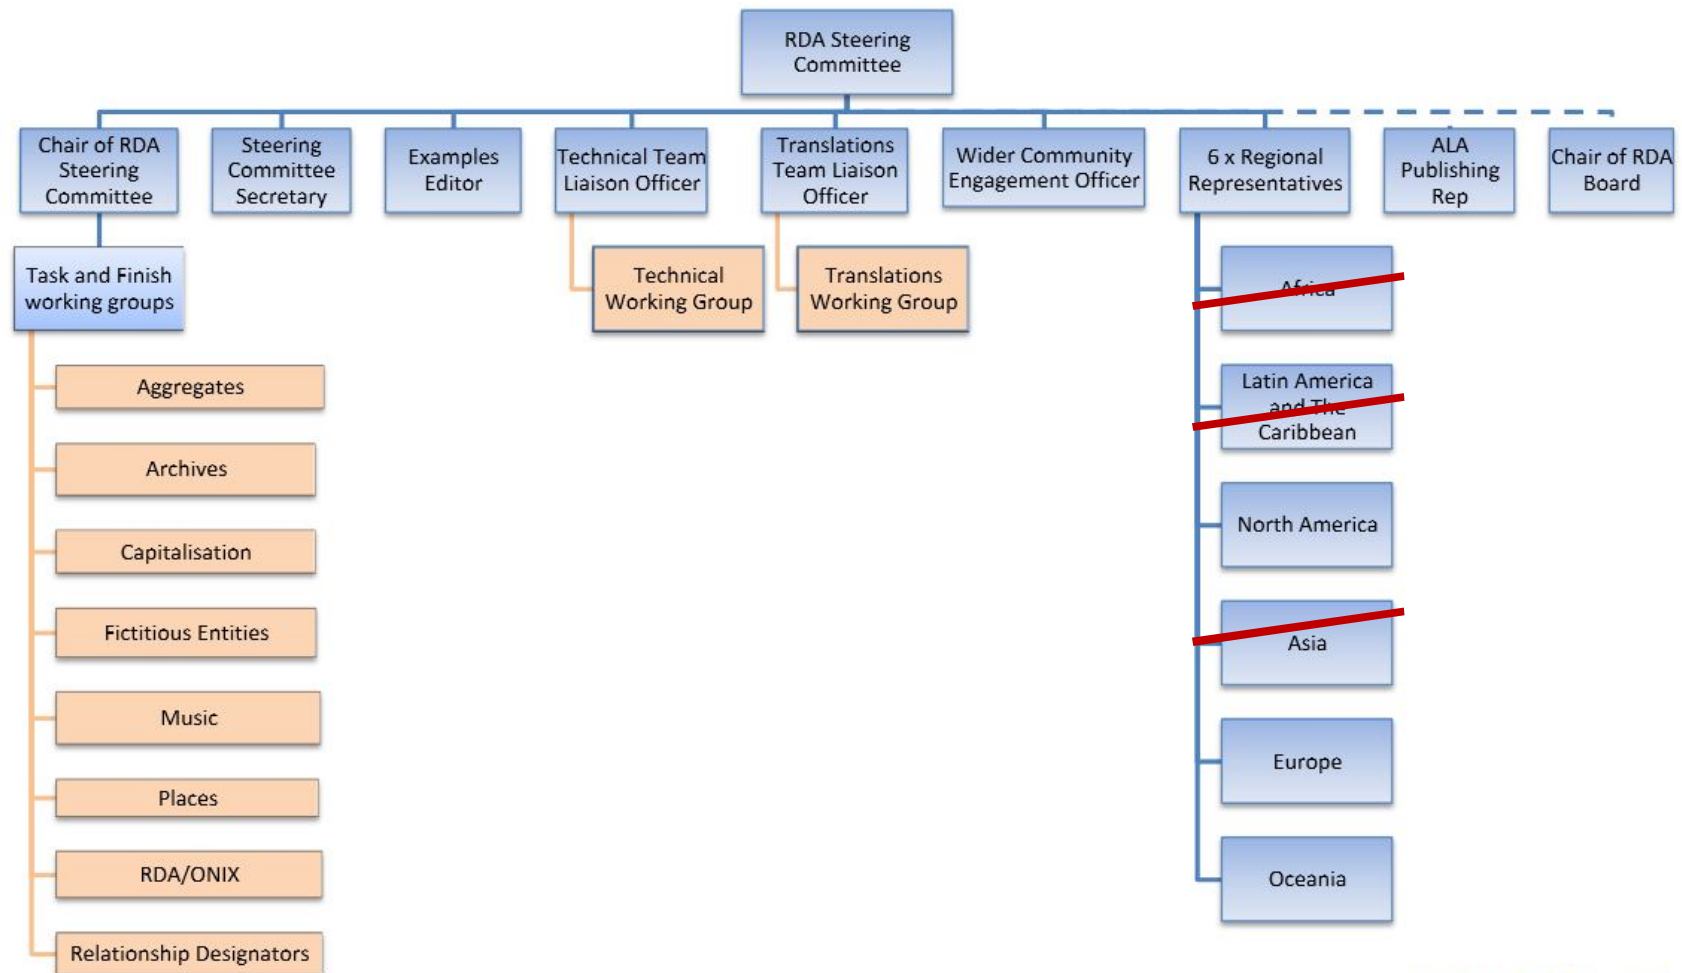 RDA Steering
Committee
Chair of RDA
Steering
Committee
Steering
Committee
Secretary
Examples
Editor
Technical Team
Liaison Officer
Translations
Team Liaison
Officer
Wider Community
Engagement Officer
6 x Regional
Representatives
ALA
Publishing
Rep
Chair of RDA
Board
Task and Finish
working groups
Technical
Working Group
Translations
Working Group
Aggregates
Archives
Capitalisation
Fictitious Entities
Music
Places
RDA/ONIX
Relationship Designators
Africa
Latin America
and The
Caribbean
North America
Asia
Europe
Oceania